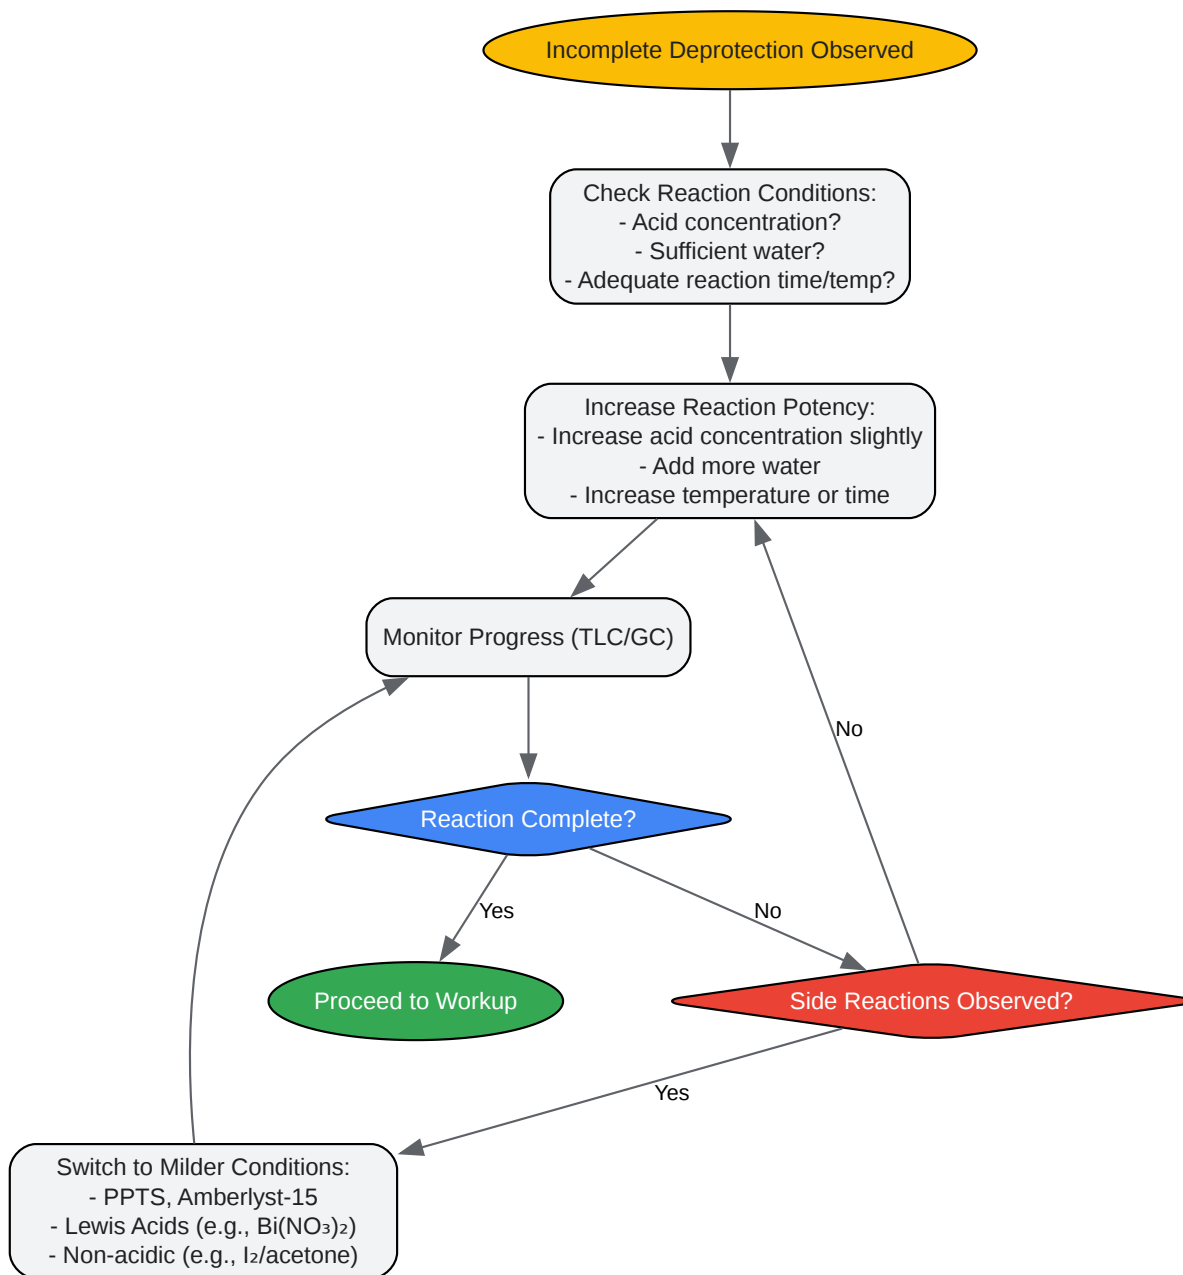 Incomplete Deprotection Observed
Check Reaction Conditions:
- Acid concentration?
- Sufficient water?
- Adequate reaction time/temp?
Increase Reaction Potency:
- Increase acid concentration slightly
- Add more water
- Increase temperature or time
Monitor Progress (TLC/GC)
No
Reaction Complete?
Yes
No
Proceed to Workup
Side Reactions Observed?
Yes
Switch to Milder Conditions:
- PPTS, Amberlyst-15
- Lewis Acids (e.g., Bi(NO₃)₂)
- Non-acidic (e.g., I₂/acetone)